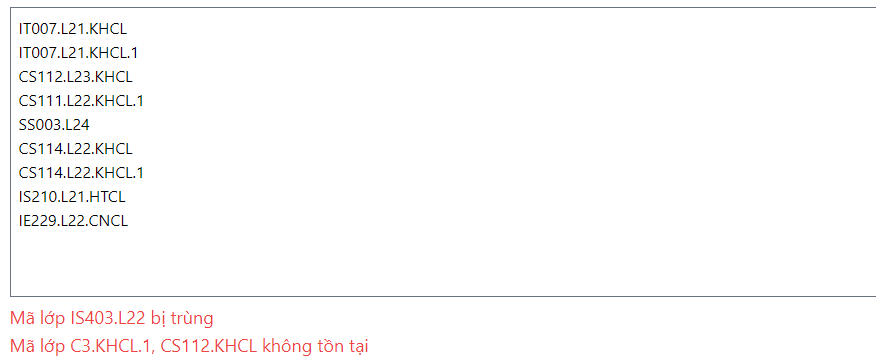 IT007.L21.KHCL
IT007.L21.KHCL.1
CS112.L23.KHCL
CS111.L22.KHCL.1
SS003.L24
CS114.L22.KHCL
CS114.L22.KHCL.1
IS210.L21.HTCL
IE229.L22.CNCL
Mã lớp IS403.L22 bị trùng
Mã lớp C3.KHCL.1, CS112.KHCL không tồn tại